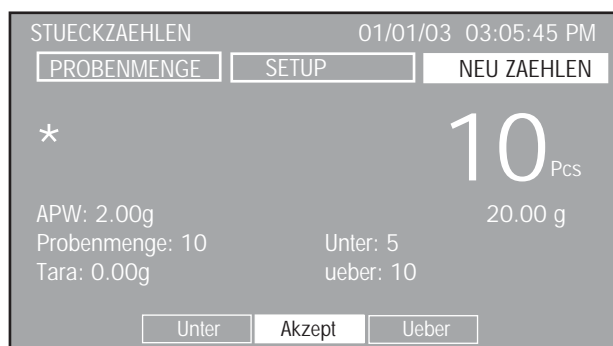 STUECKZAEHLEN 01/01/03 03:05:45 PM
PROBENMENGE SETUP NEU ZAEHLEN
* 10 Pcs
APW: 2.00g 20.00 g
Probenmenge: 10 Unter: 5
Tara: 0.00g ueber: 10
Unter Akzept Ueber